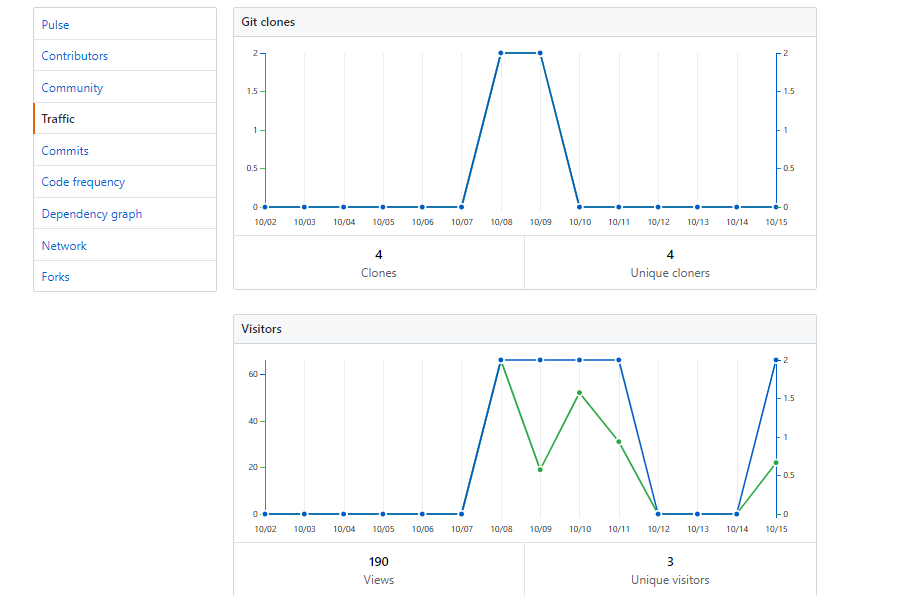 Pulse
Contributors
Community
Traffic
Commits
Code frequency
Dependency graph
Network
Forks
Git clones
2 2
1.5 1.5
1 1
0.5 0.5
0 0
10/02 10/03 10/04 10/05 10/06 10/07 10/08 10/09 10/10 10/11 10/12 10/13 10/14 10/15
4 4
Clones Unique cloners
Visitors
2
60
1.5
40 1
20 0.5
0 0
10/02 10/03 10/04 10/05 10/06 10/07 10/08 10/09 10/10 10/11 10/12 10/13 10/14 10/15
190 3
Views Unique visitors